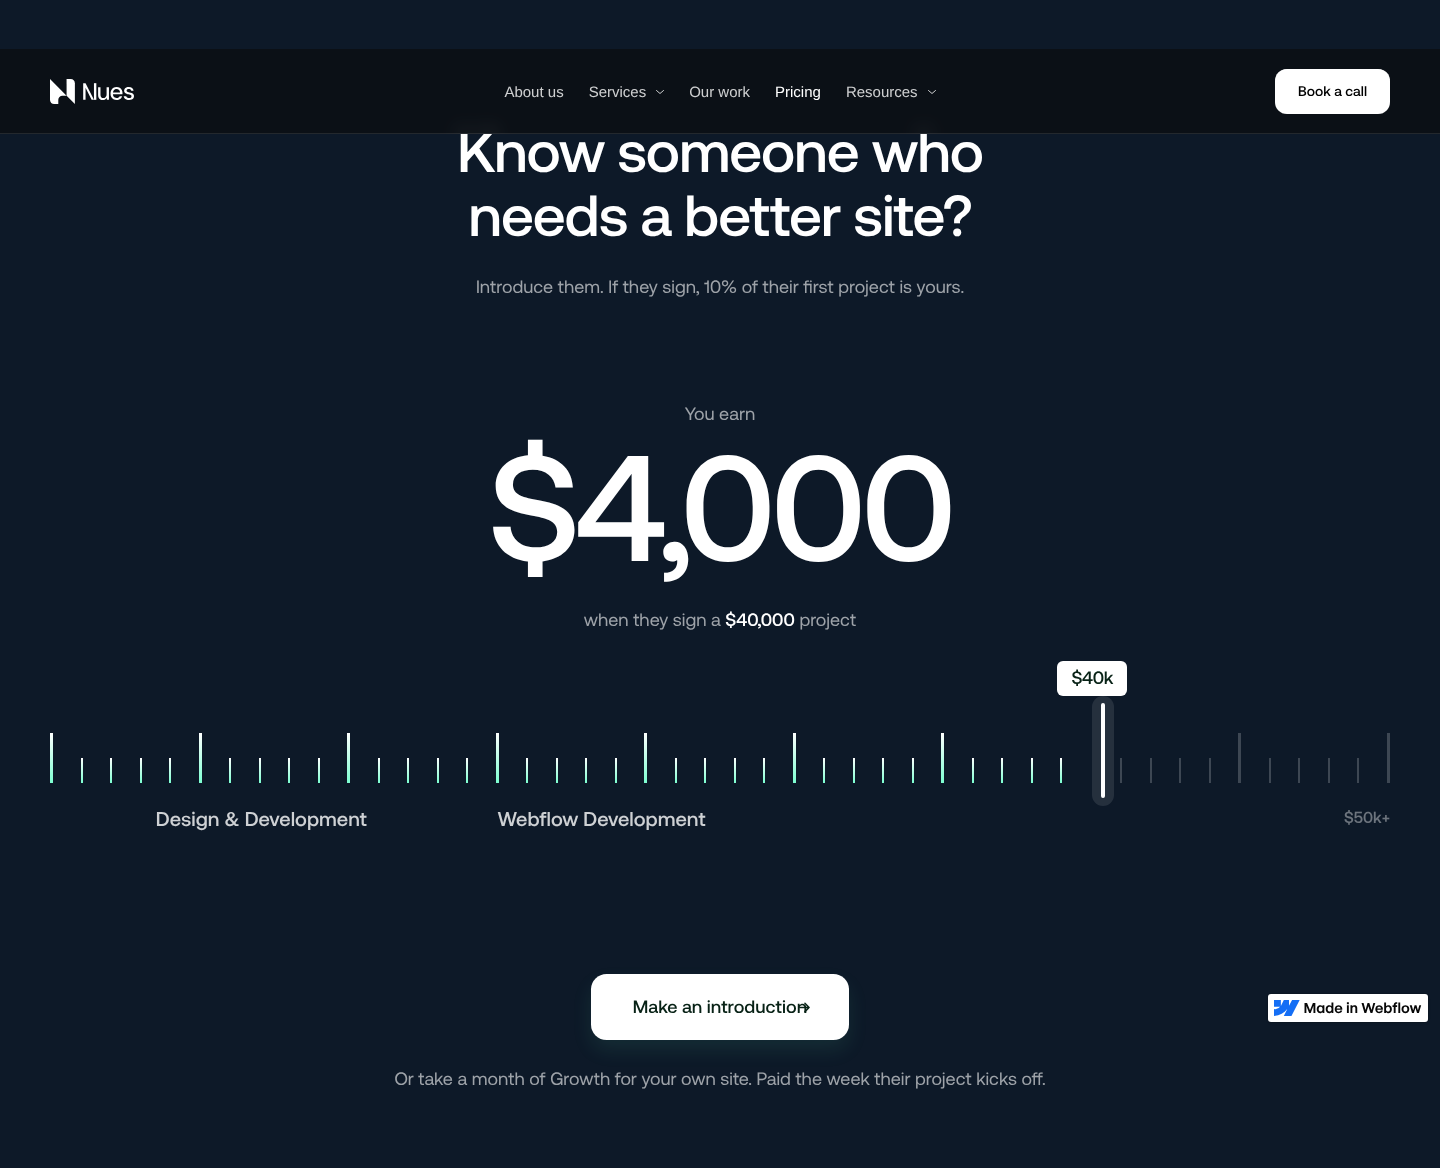 Nues
About us
Services
Our work
Pricing
Resources
Book a call
Know someone who
needs a better site?
Introduce them. If they sign, 10% of their first project is yours.
You earn
$4,000
when they sign a $40,000 project
$40k
Design & Development
Webflow Development
$50k+
Make an introduction
Made in Webflow
Or take a month of Growth for your own site. Paid the week their project kicks off.